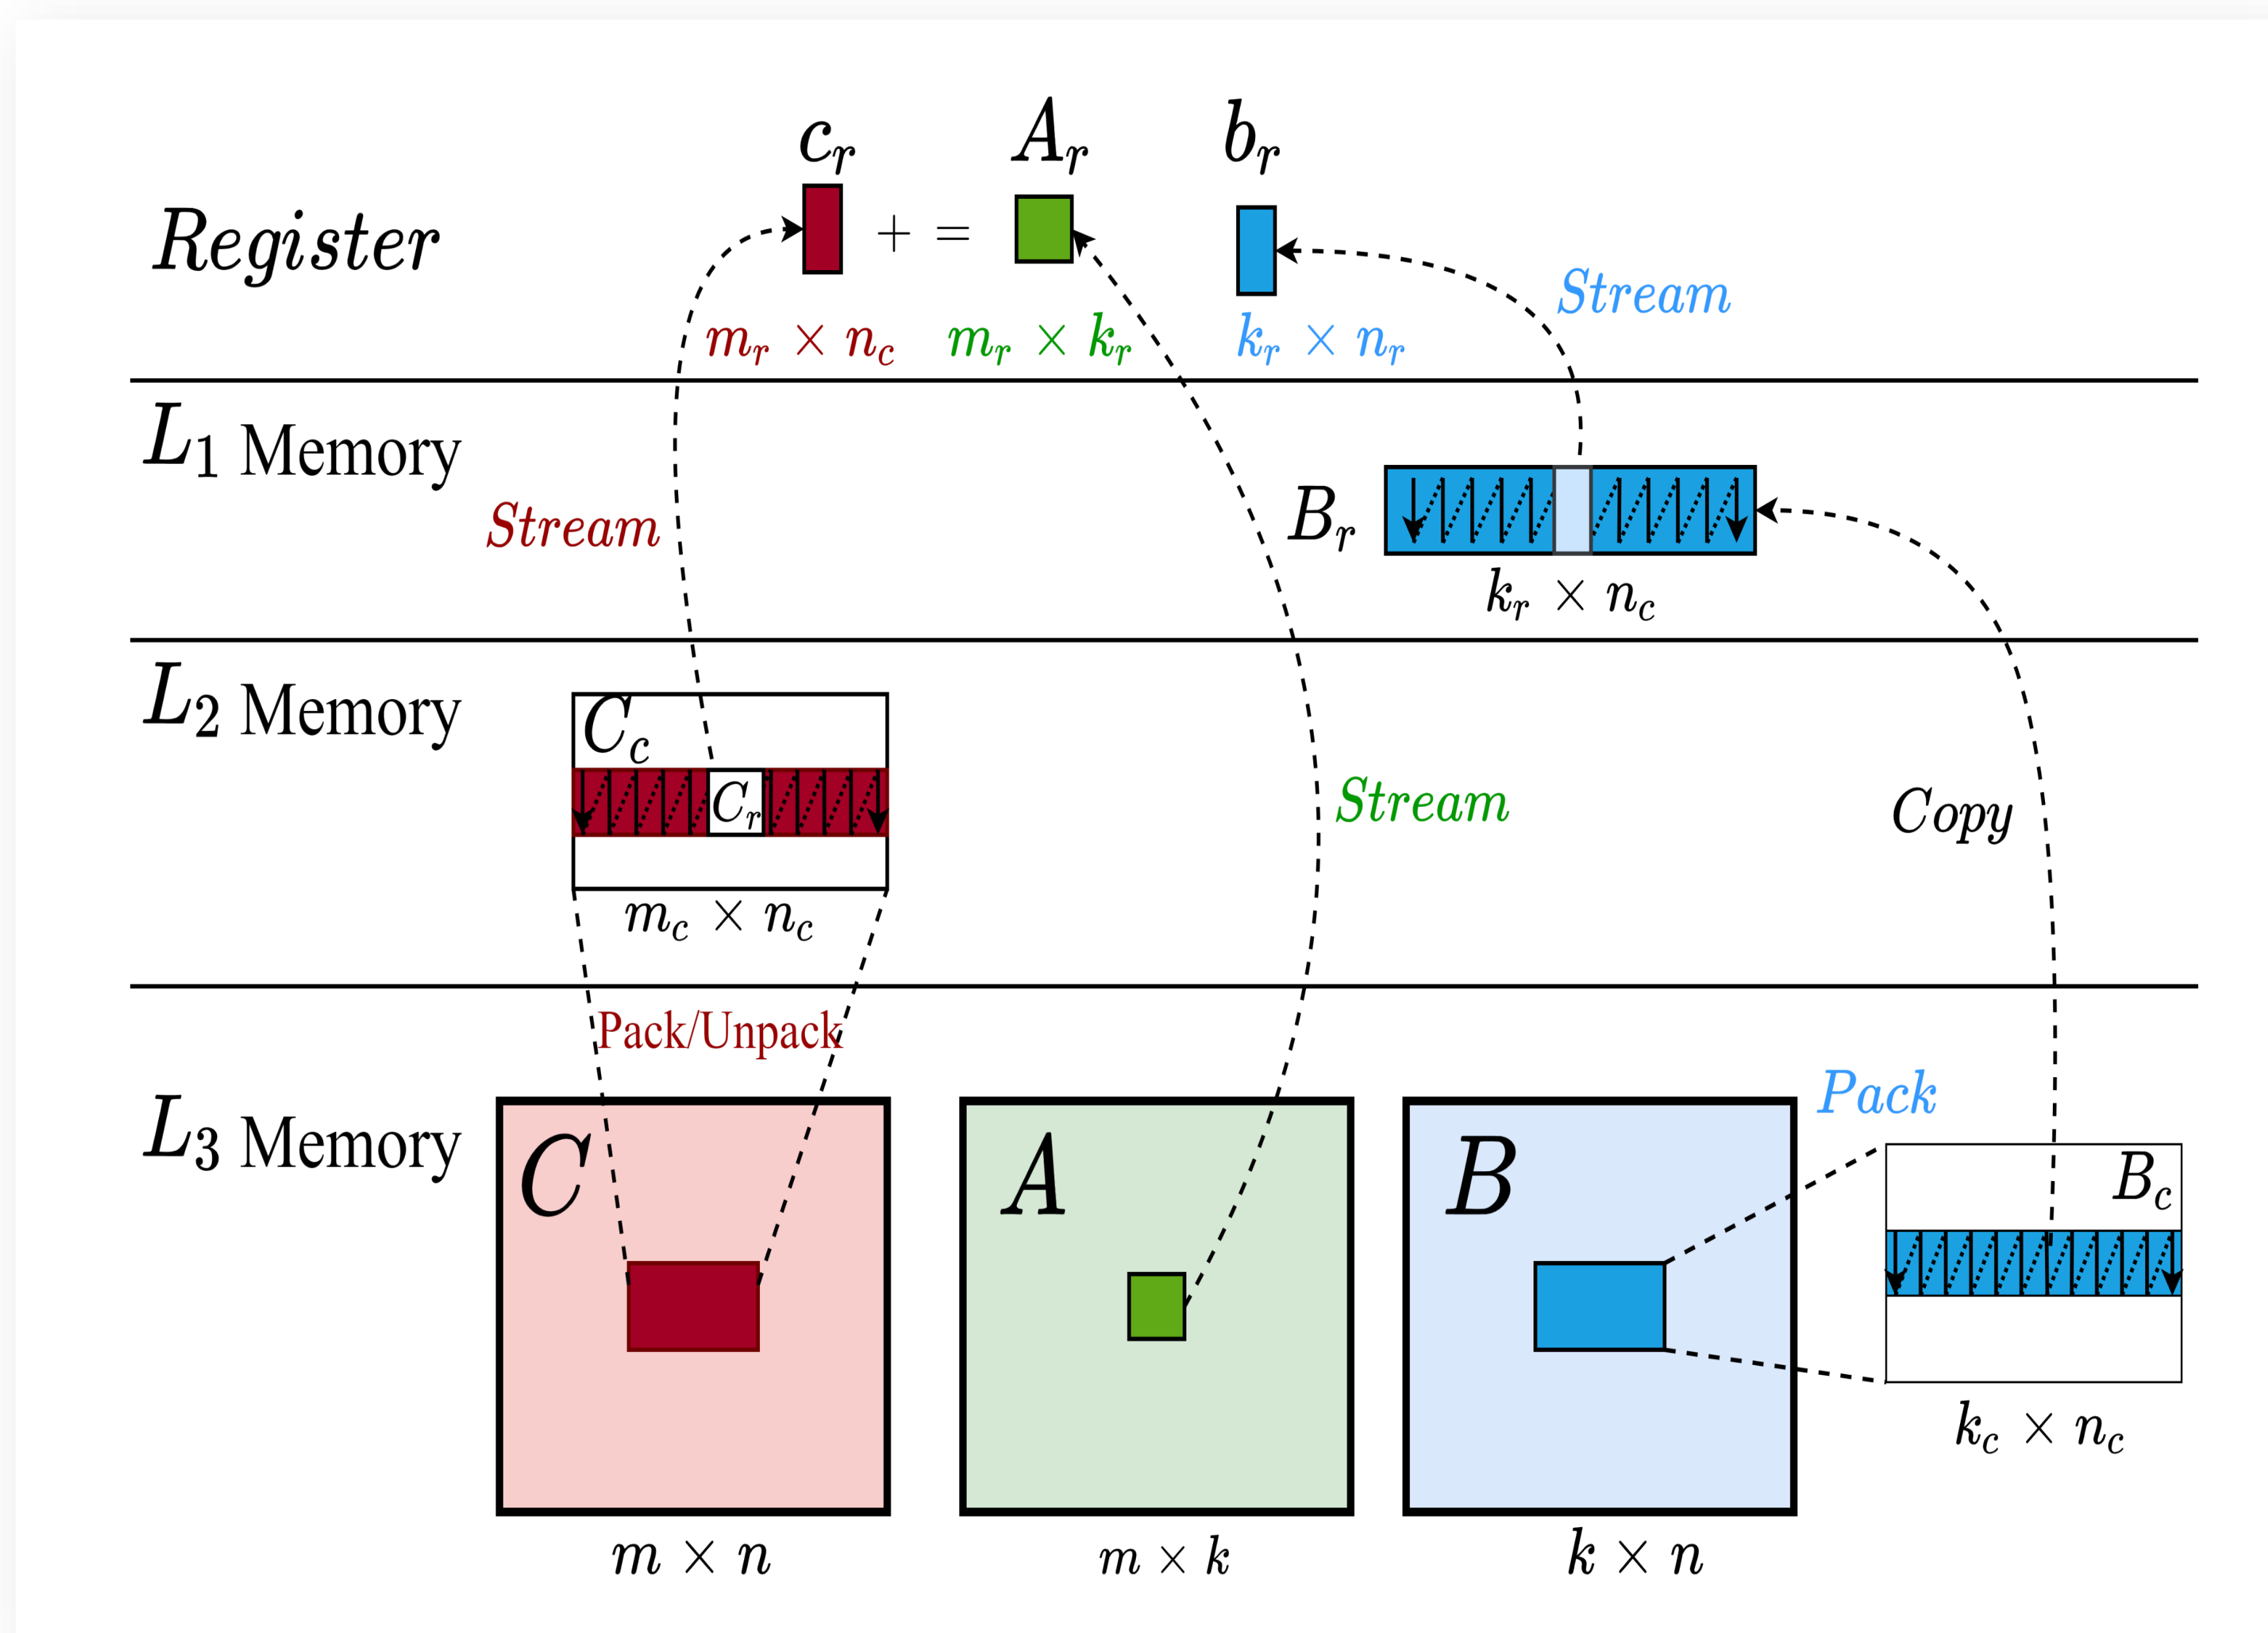 c_r A_r b_r
Register
+ =
m_r × n_c m_r × k_r k_r × n_r
Stream
L_1 Memory
Stream
B_r
k_r × n_c
L_2 Memory
C_c
C_r
m_c × n_c
Stream
Copy
Pack/Unpack
L_3 Memory
Pack
C A B
B_c
k_c × n_c
m × n m × k k × n